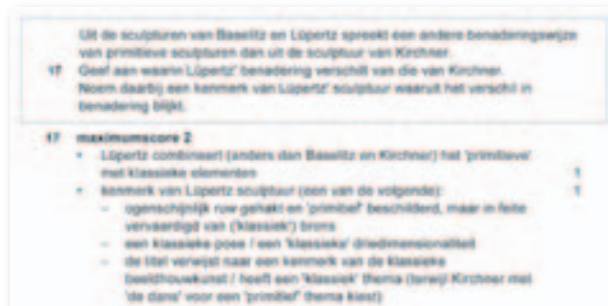 Uit de sculpturen van Baselitz en Lüpertz spreekt een andere benaderingswijze
van primitieve sculpturen dan uit de sculptuur van Kirchner.
17 Geef aan waarin Lüpertz' benadering verschilt van die van Kirchner.
Noem daarbij een kenmerk van Lüpertz' sculptuur waaruit het verschil in
benadering blijkt.
17 maximumscore 2
• Lüpertz combineert (anders dan Baselitz en Kirchner) het 'primitieve'
met klassieke elementen 1
• kenmerk van Lüpertz sculptuur (een van de volgende): 1
– ogenschijnlijk ruw gehakt en 'primitief' beschilderd, maar in feite
vervaardigd van ('klassiek') brons
– een klassieke pose / een 'klassieke' driedimensionaliteit
– de titel verwijst naar een kenmerk van de klassieke
beeldhouwkunst / heeft een 'klassiek' thema (terwijl Kirchner met
'de dans' voor een 'primitief' thema kiest)